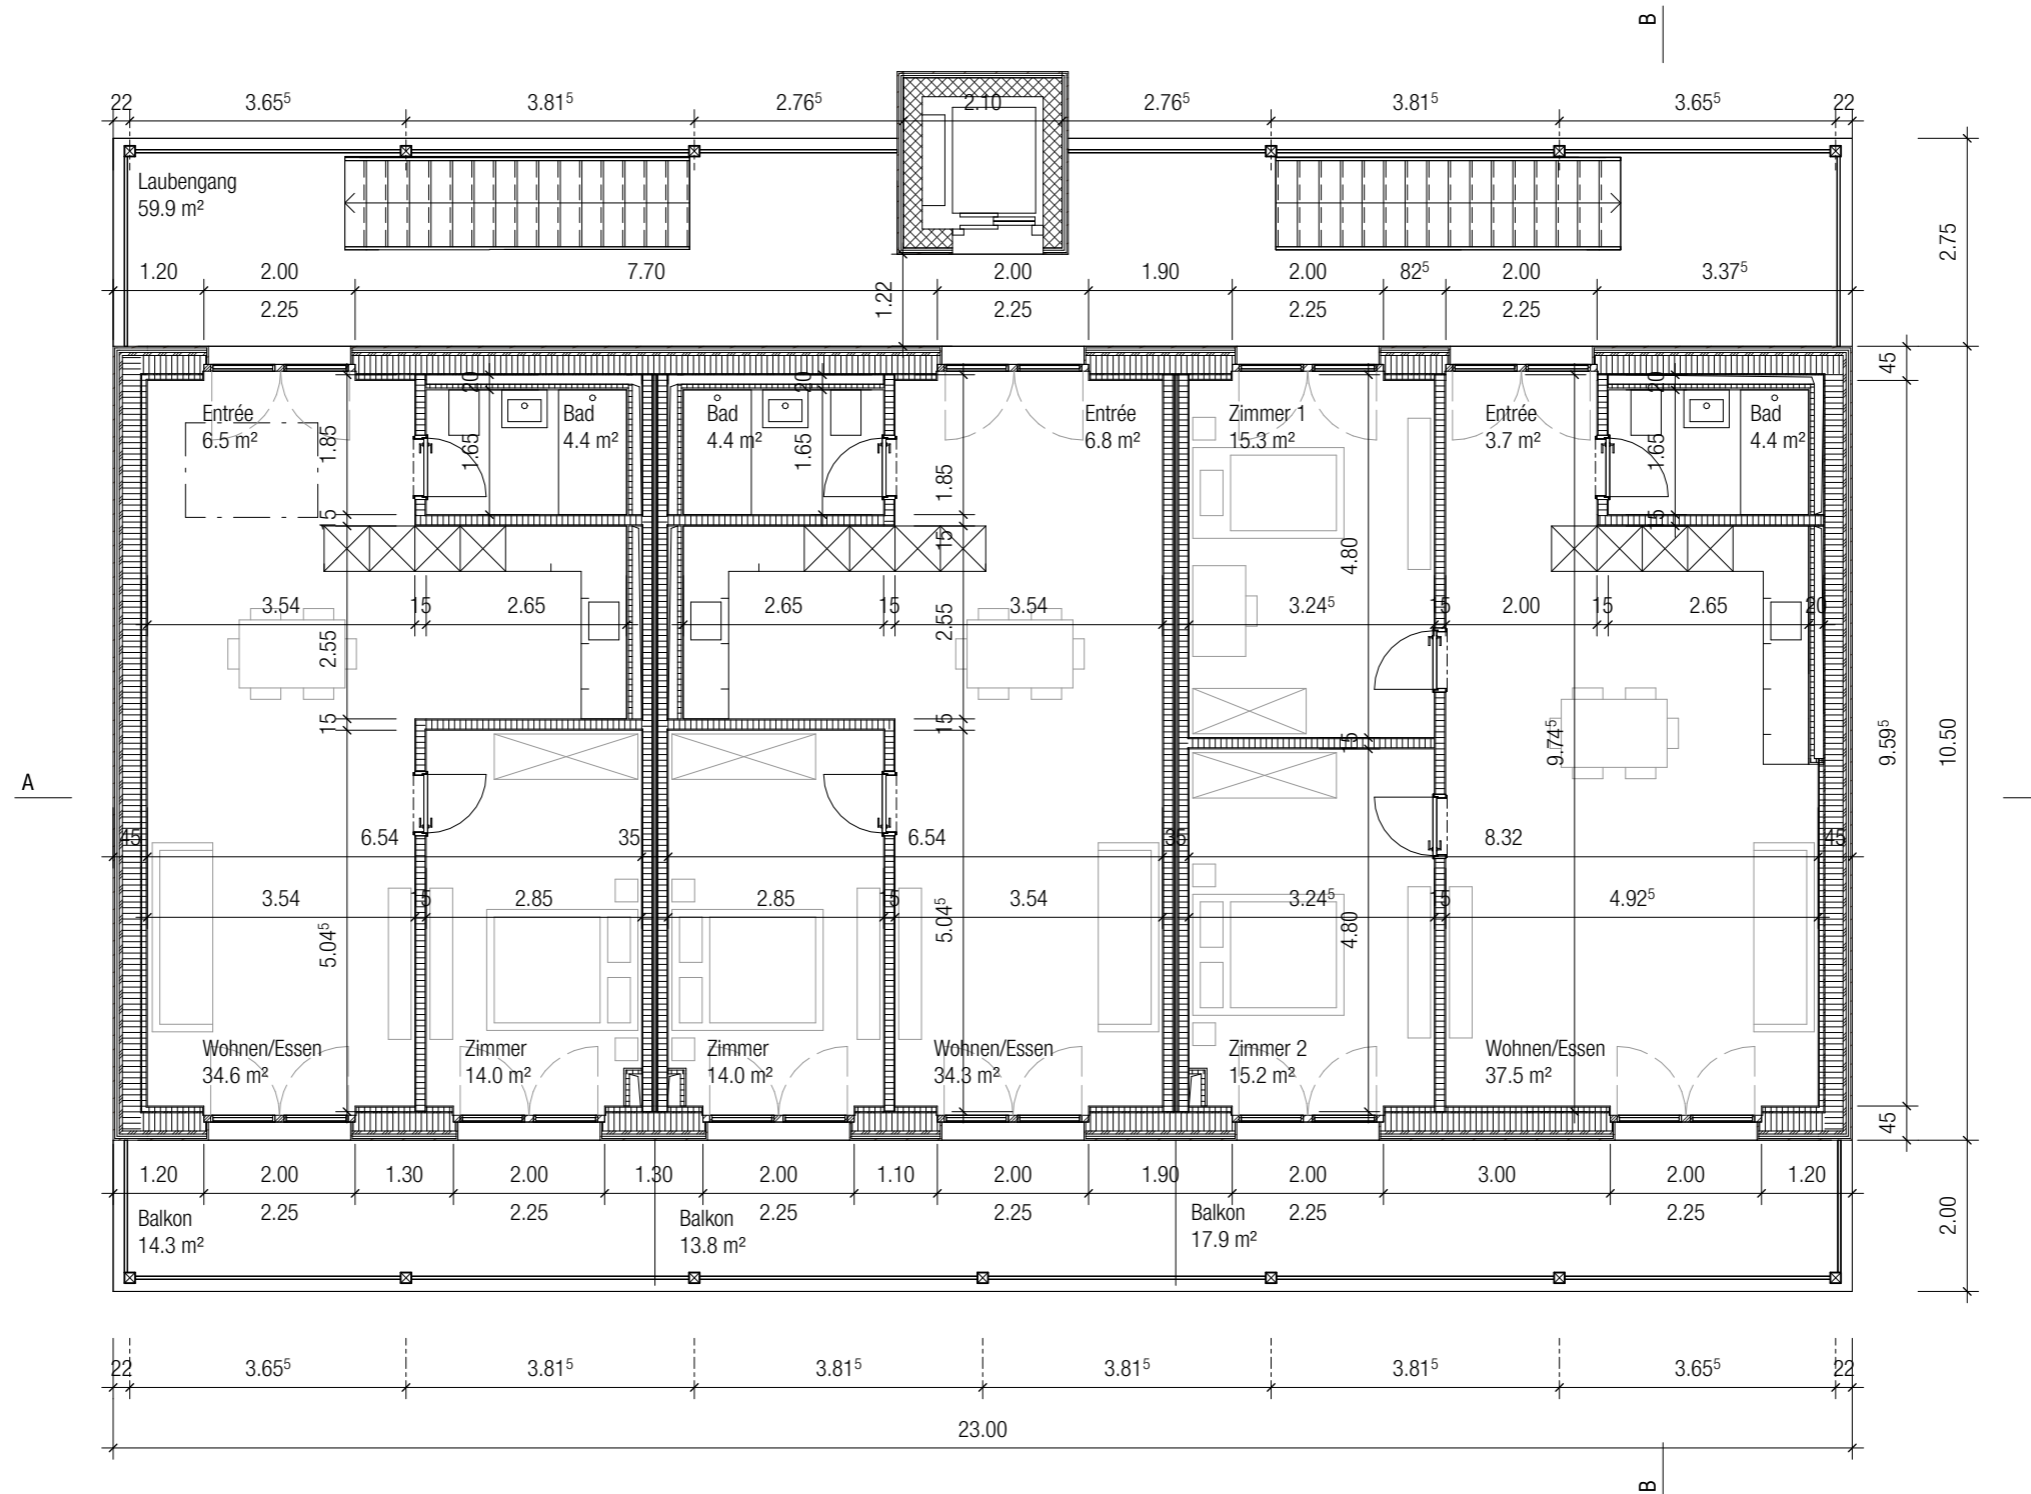 B
22 3.65⁵ 3.81⁵ 2.76⁵ 2.10 2.76⁵ 3.81⁵ 3.65⁵ 22
Laubengang
59.9 m²
2.75
1.20 2.00 7.70 2.00 1.90 2.00 82⁵ 2.00 3.37⁵
2.25 1.22 2.25 2.25 2.25
45
20 20 20
Entrée
6.5 m²
Bad
4.4 m²
Bad
4.4 m²
Entrée
6.8 m²
Zimmer 1
15.3 m²
Entrée
3.7 m²
Bad
4.4 m²
1.85 1.65 1.65 1.85 1.65
15 15 15
4.80
3.54 15 2.65 2.65 15 3.54 3.24⁵ 15 2.00 15 2.65 20
2.55 2.55
15 15 15 9.74⁵ 9.59⁵ 10.50
A
45 6.54 35 6.54 35 8.32 45
3.54 15 2.85 2.85 15 3.54 3.24⁵ 15 4.92⁵
5.04⁵ 5.04⁵ 4.80
Wohnen/Essen
34.6 m²
Zimmer
14.0 m²
Zimmer
14.0 m²
Wohnen/Essen
34.3 m²
Zimmer 2
15.2 m²
Wohnen/Essen
37.5 m²
45
1.20 2.00 1.30 2.00 1.30 2.00 1.10 2.00 1.90 2.00 3.00 2.00 1.20
2.25 2.25 2.25 2.25 2.25 2.25
Balkon
14.3 m²
Balkon
13.8 m²
Balkon
17.9 m²
2.00
22 3.65⁵ 3.81⁵ 3.81⁵ 3.81⁵ 3.81⁵ 3.65⁵ 22
23.00
B